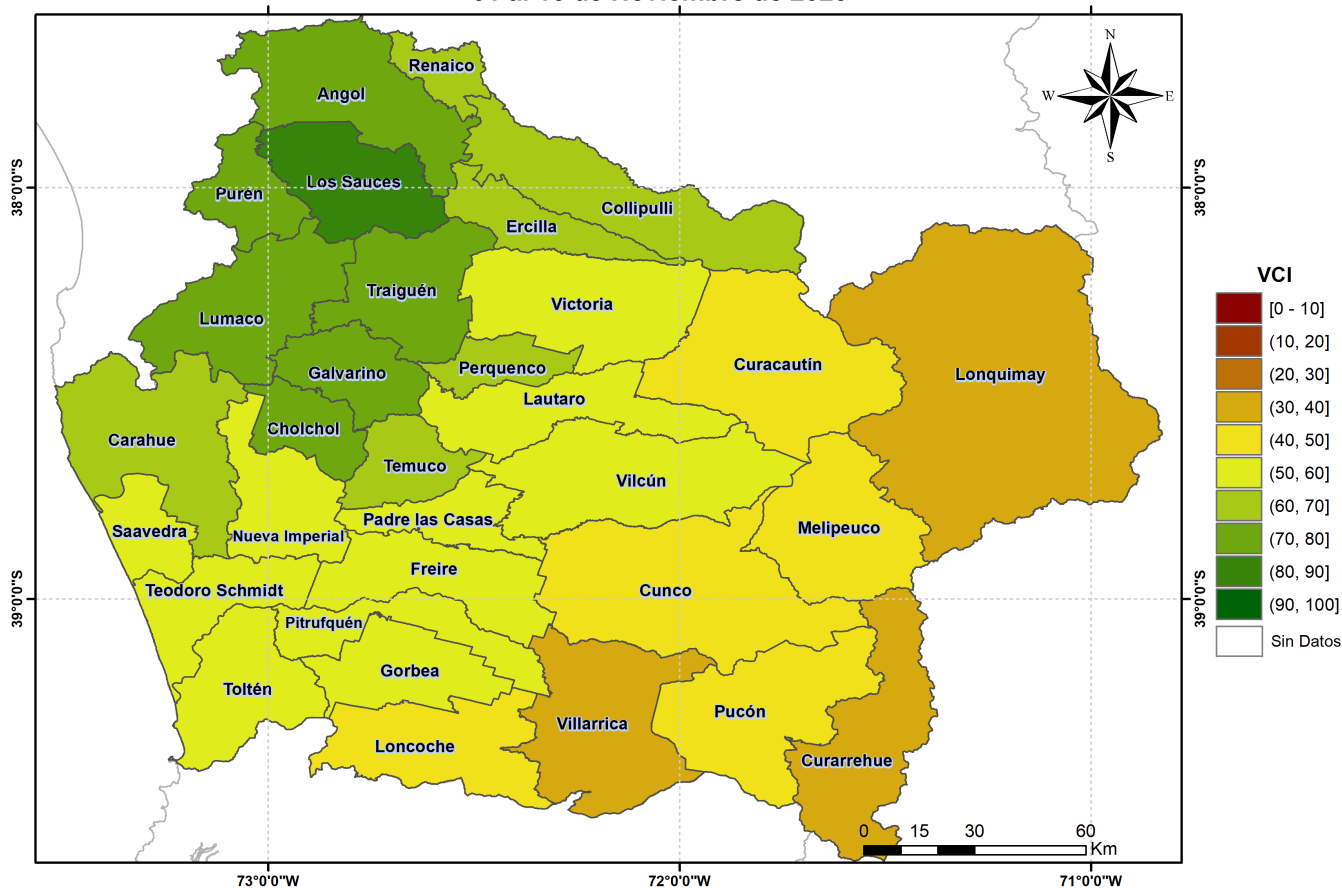 N
W
E
S
Renaico
Angol
38°0'0"S
38°0'0"S
Los Sauces
Purén
Collipulli
Ercilla
Traiguén
Victoria
Lumaco
Curacautín
Perquenco
Galvarino
Lonquimay
Lautaro
Cholchol
Carahue
Temuco
Vilcún
Padre las Casas
Saavedra
Nueva Imperial
Melipeuco
Freire
Teodoro Schmidt
Cunco
39°0'0"S
39°0'0"S
Pitrufquén
Gorbea
Toltén
Pucón
Villarrica
Loncoche
Curarrehue
VCI
[0 - 10]
(10, 20]
(20, 30]
(30, 40]
(40, 50]
(50, 60]
(60, 70]
(70, 80]
(80, 90]
(90, 100]
Sin Datos
0 15 30 60
Km
73°0'0"W
72°0'0"W
71°0'0"W